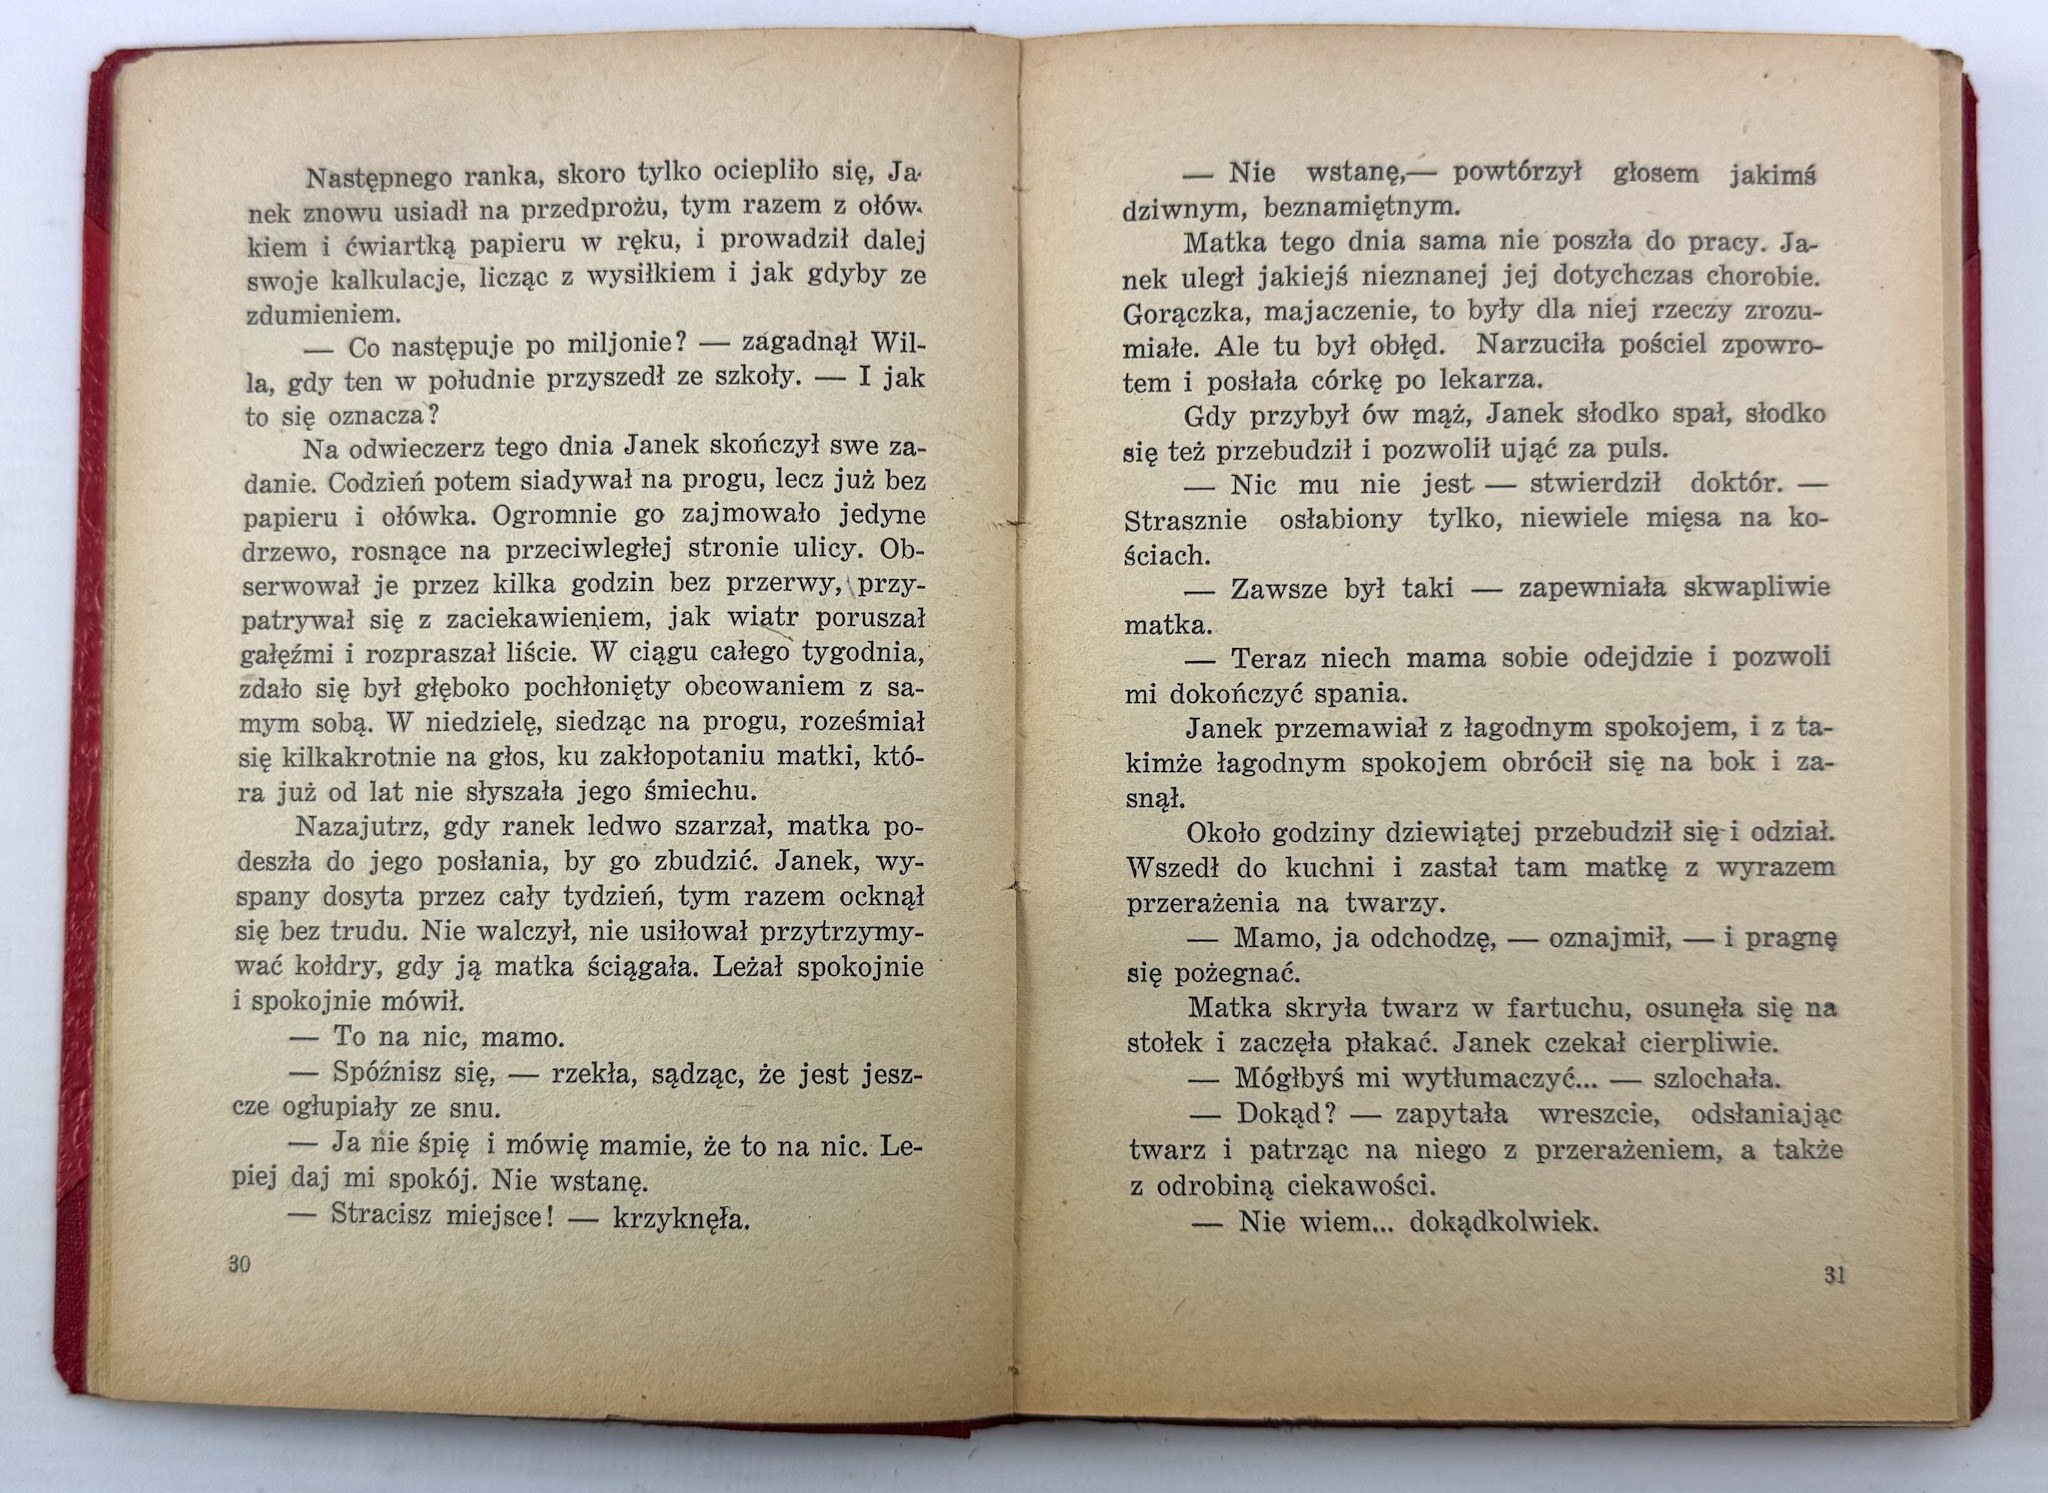 Następnego ranka, skoro tylko ociepliło się, Ja-
nek znowu usiadł na przedprożu, tym razem z ołów-
kiem i ćwiartką papieru w ręku, i prowadził dalej
swoje kalkulacje, licząc z wysiłkiem i jak gdyby ze
zdumieniem.
— Co następuje po miljonie? — zagadnął Wil-
la, gdy ten w południe przyszedł ze szkoły. — I jak
to się oznacza?
Na odwieczerz tego dnia Janek skończył swe za-
danie. Codzień potem siadywał na progu, lecz już bez
papieru i ołówka. Ogromnie go zajmowało jedyne
drzewo, rosnące na przeciwległej stronie ulicy. Ob-
serwował je przez kilka godzin bez przerwy, przy-
patrywał się z zaciekawieniem, jak wiatr poruszał
gałęźmi i rozpraszał liście. W ciągu całego tygodnia,
zdało się był głęboko pochłonięty obcowaniem z sa-
mym sobą. W niedzielę, siedząc na progu, roześmiał
się kilkakrotnie na głos, ku zakłopotaniu matki, któ-
ra już od lat nie słyszała jego śmiechu.
Nazajutrz, gdy ranek ledwo szarzał, matka po-
deszła do jego posłania, by go zbudzić. Janek, wy-
spany dosyta przez cały tydzień, tym razem ocknął
się bez trudu. Nie walczył, nie usiłował przytrzymy-
wać kołdry, gdy ją matka ściągała. Leżał spokojnie
i spokojnie mówił.
— To na nic, mamo.
— Spóźnisz się, — rzekła, sądząc, że jest jesz-
cze ogłupiały ze snu.
— Ja nie śpię i mówię mamie, że to na nic. Le-
piej daj mi spokój. Nie wstanę.
— Stracisz miejsce! — krzyknęła.
30
— Nie wstanę,— powtórzył głosem jakimś
dziwnym, beznamiętnym.
Matka tego dnia sama nie poszła do pracy. Ja-
nek uległ jakiejś nieznanej jej dotychczas chorobie.
Gorączka, majaczenie, to były dla niej rzeczy zrozu-
miałe. Ale tu był obłęd. Narzuciła pościel zpowro-
tem i posłała córkę po lekarza.
Gdy przybył ów mąż, Janek słodko spał, słodko
się też przebudził i pozwolił ująć za puls.
— Nic mu nie jest — stwierdził doktór. —
Strasznie osłabiony tylko, niewiele mięsa na ko-
ściach.
— Zawsze był taki — zapewniała skwapliwie
matka.
— Teraz niech mama sobie odejdzie i pozwoli
mi dokończyć spania.
Janek przemawiał z łagodnym spokojem, i z ta-
kimże łagodnym spokojem obrócił się na bok i za-
snął.
Około godziny dziewiątej przebudził się i odział.
Wszedł do kuchni i zastał tam matkę z wyrazem
przerażenia na twarzy.
— Mamo, ja odchodzę, — oznajmił, — i pragnę
się pożegnać.
Matka skryła twarz w fartuchu, osunęła się na
stołek i zaczęła płakać. Janek czekał cierpliwie.
— Mógłbyś mi wytłumaczyć... — szlochała.
— Dokąd? — zapytała wreszcie, odsłaniając
twarz i patrząc na niego z przerażeniem, a także
z odrobiną ciekawości.
— Nie wiem... dokądkolwiek.
31